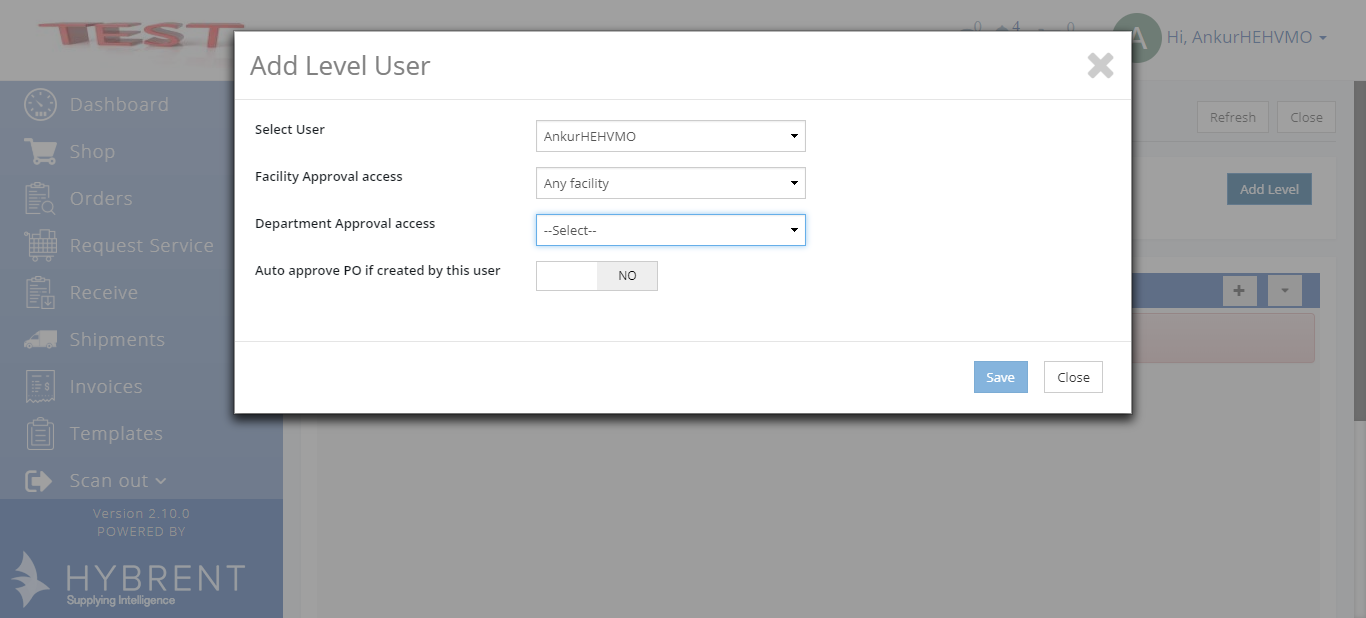 TEST
0
4
0
A
Hi, AnkurHEHVMO
Add Level User
Dashboard
Shop
Orders
Request Service
Receive
Shipments
Invoices
Templates
Scan out
Version 2.10.0
POWERED BY
HYBRENT
Supplying Intelligence
Refresh
Close
Add Level
Select User
AnkurHEHVMO
Facility Approval access
Any facility
Department Approval access
--Select--
Auto approve PO if created by this user
NO
Save
Close